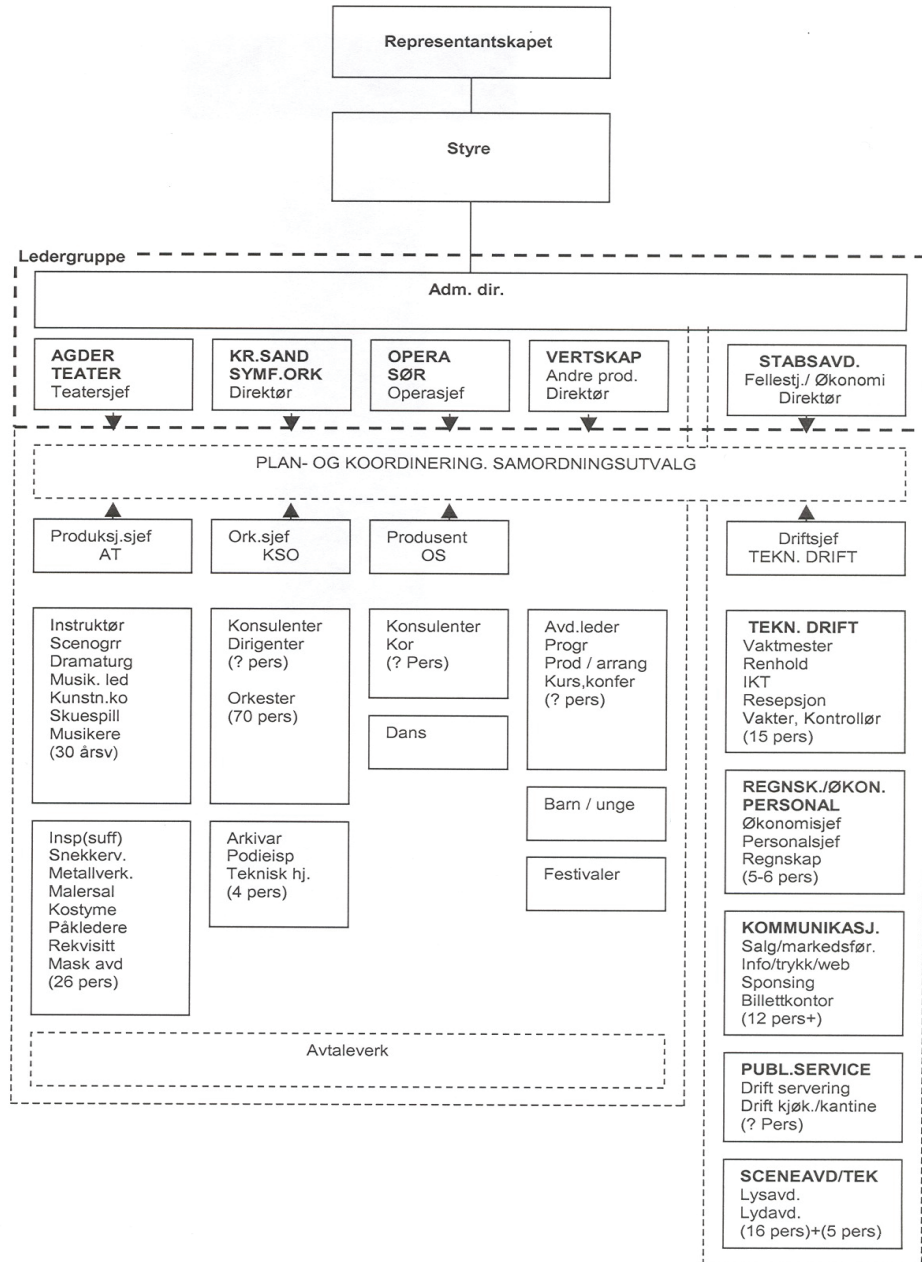 Representantskapet
Styre
Ledergruppe
Adm. dir.
AGDER
TEATER
Teatersjef
KR.SAND
SYMF.ORK
Direktør
OPERA
SØR
Operasjef
VERTSKAP
Andre prod.
Direktør
STABSAVD.
Fellestj./ Økonomi
Direktør
PLAN- OG KOORDINERING. SAMORDNINGSUTVALG
Produksj.sjef
AT
Ork.sjef
KSO
Produsent
OS
Driftsjef
TEKN. DRIFT
Instruktør
Scenogrr
Dramaturg
Musik. led
Kunstn.ko
Skuespill
Musikere
(30 årsv)
Konsulenter
Dirigenter
(? pers)
Orkester
(70 pers)
Konsulenter
Kor
(? Pers)
Dans
Avd.leder
Progr
Prod / arrang
Kurs,konfer
(? pers)
Barn / unge
Festivaler
Insp(suff)
Snekkerv.
Metallverk.
Malersal
Kostyme
Påkledere
Rekvisitt
Mask avd
(26 pers)
Arkivar
Podieisp
Teknisk hj.
(4 pers)
Avtaleverk
TEKN. DRIFT
Vaktmester
Renhold
IKT
Resepsjon
Vakter, Kontrollør
(15 pers)
REGNSK./ØKON.
PERSONAL
Økonomisjef
Personalsjef
Regnskap
(5-6 pers)
KOMMUNIKASJ.
Salg/markedsfør.
Info/trykk/web
Sponsing
Billettkontor
(12 pers+)
PUBL.SERVICE
Drift servering
Drift kjøk./kantine
(? Pers)
SCENEAVD/TEK
Lysavd.
Lydavd.
(16 pers)+(5 pers)